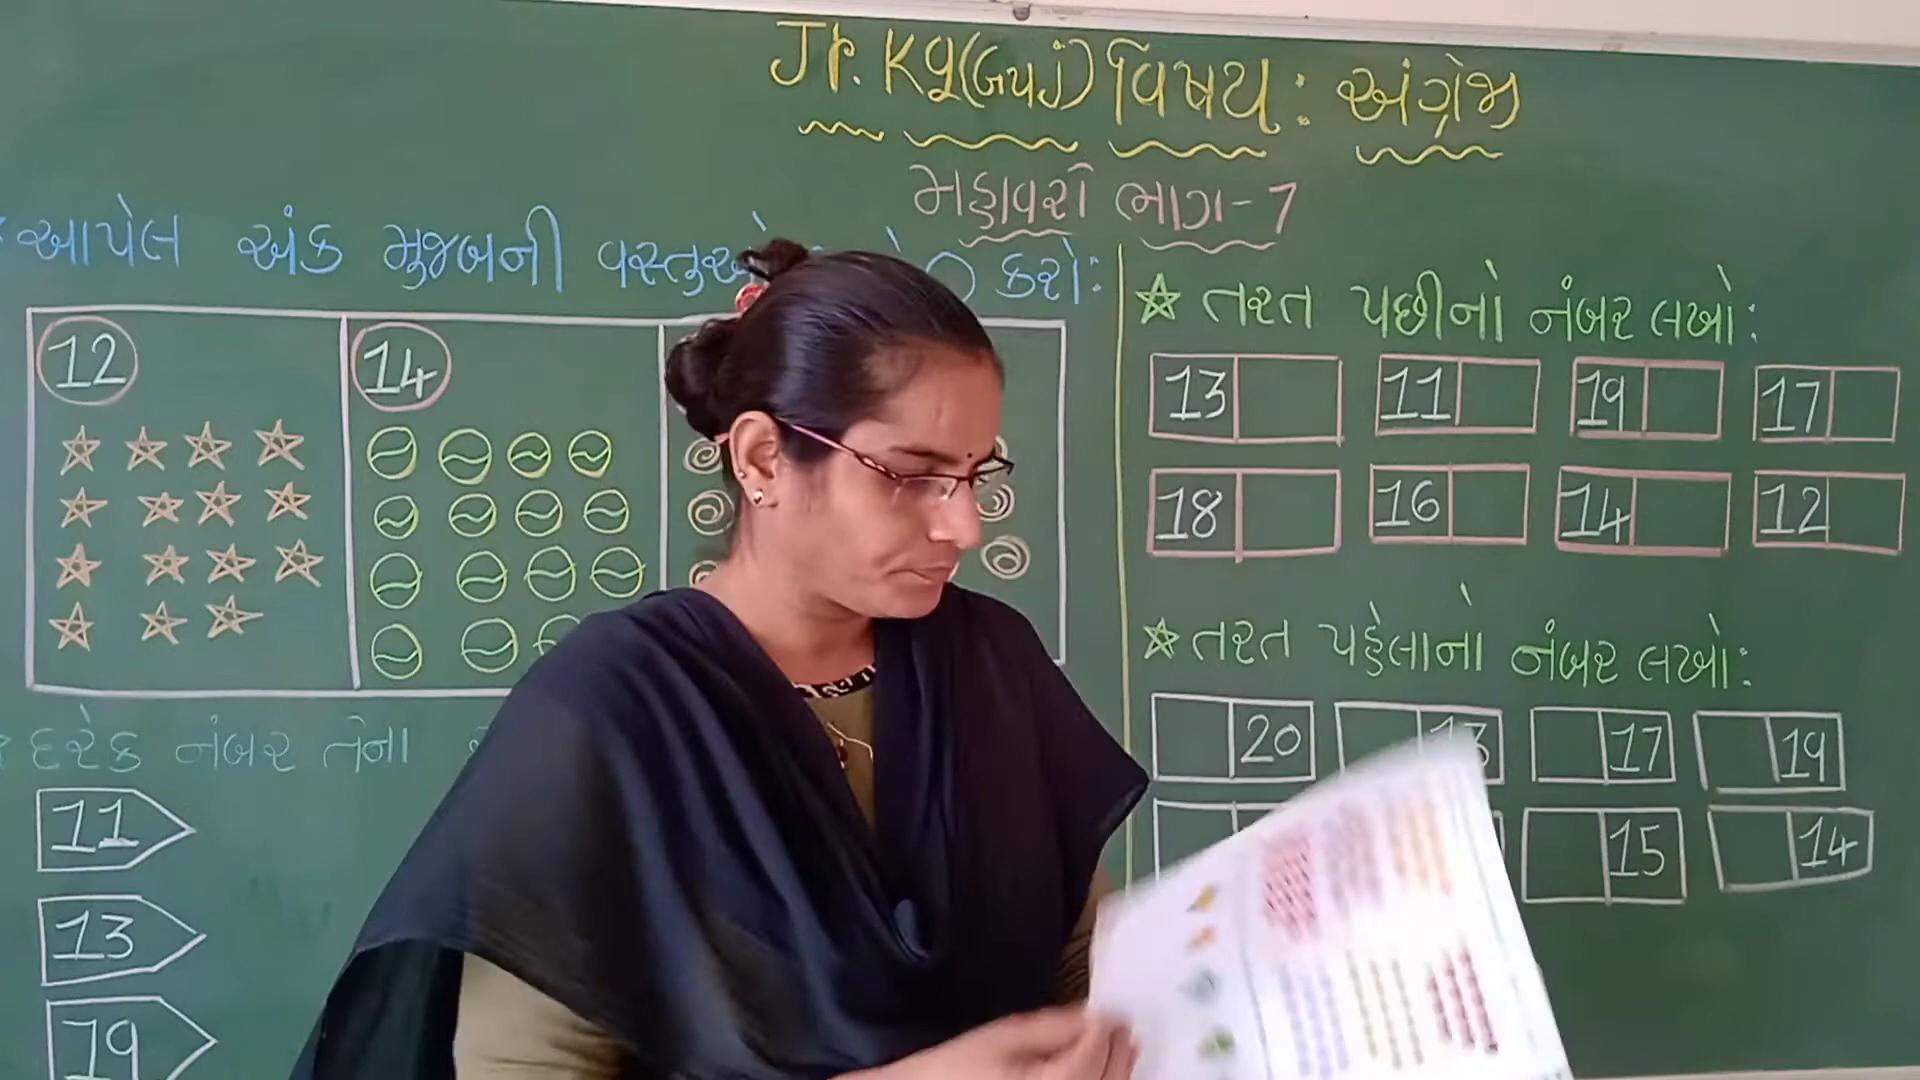 Jr. Kg (ગુજ) વિષય : અંગ્રેજી
મહાવરો ભાગ-7
આપેલ અંક મુજબની કરો:
12 14
દરેક નંબર તેના
11
13
19
☆ તરત પછીનો નંબર લખો:
13 11 19 17
18 16 14 12
☆ તરત પહેલાનો નંબર લખો:
20 13 17 19
15 14